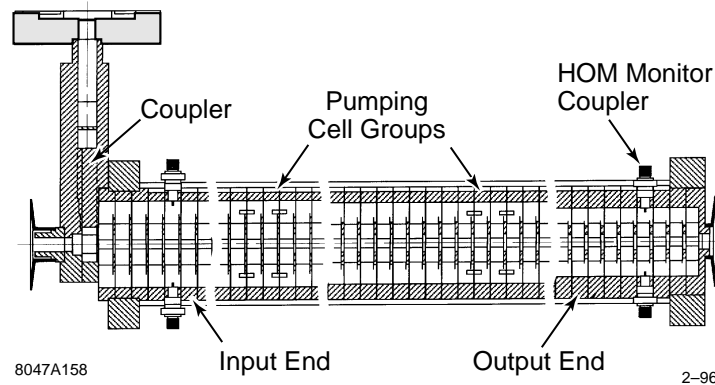 HOM Monitor
Coupler
Coupler
Pumping
Cell Groups
Input End
Output End
8047A158
2–96